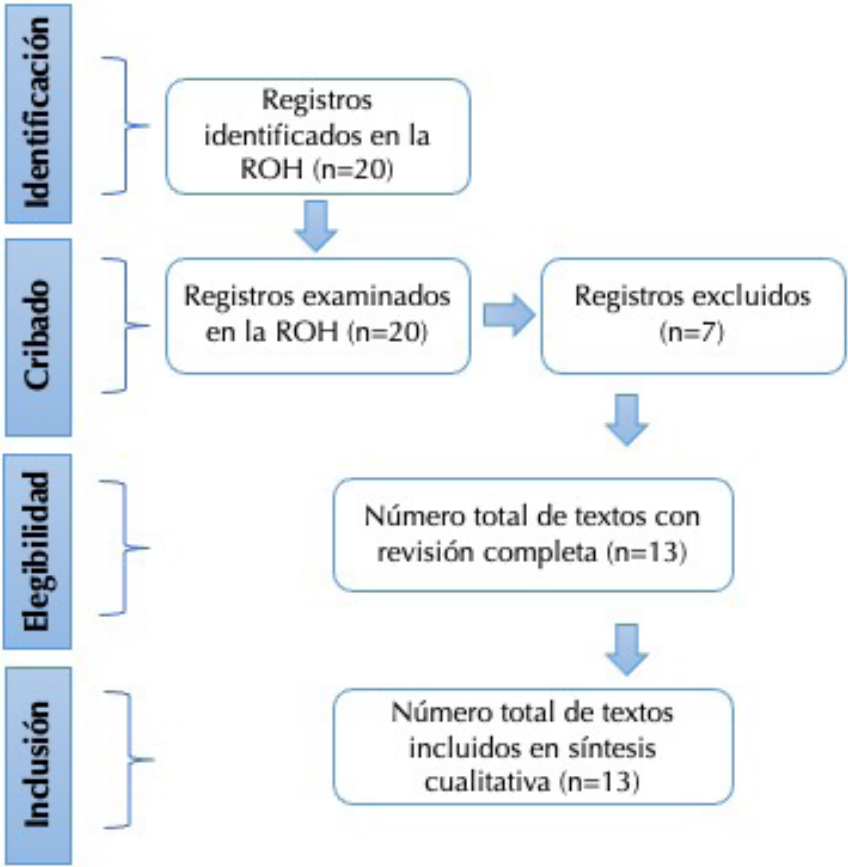 Identificación
Registros
identificados en la
ROH (n=20)
Cribado
Registros examinados
en la ROH (n=20)
Registros excluidos
(n=7)
Elegibilidad
Número total de textos con
revisión completa (n=13)
Inclusión
Número total de textos
incluidos en síntesis
cualitativa (n=13)